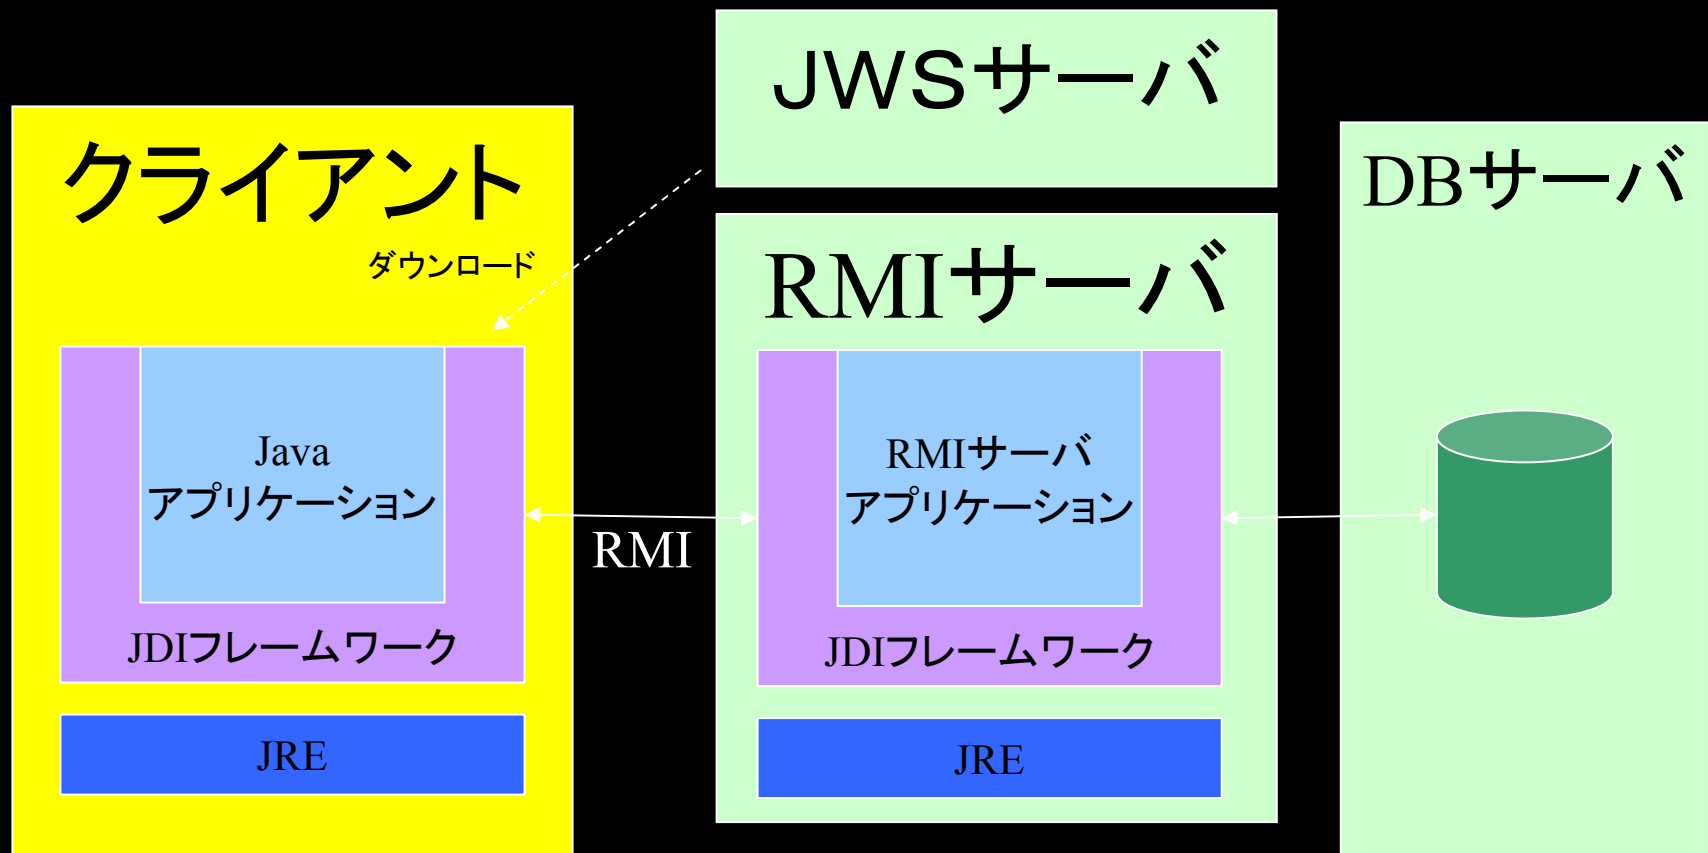 JWSサーバ
クライアント
ダウンロード
DBサーバ
RMIサーバ
Java
アプリケーション
JDIフレームワーク
JRE
RMI
RMIサーバ
アプリケーション
JDIフレームワーク
JRE